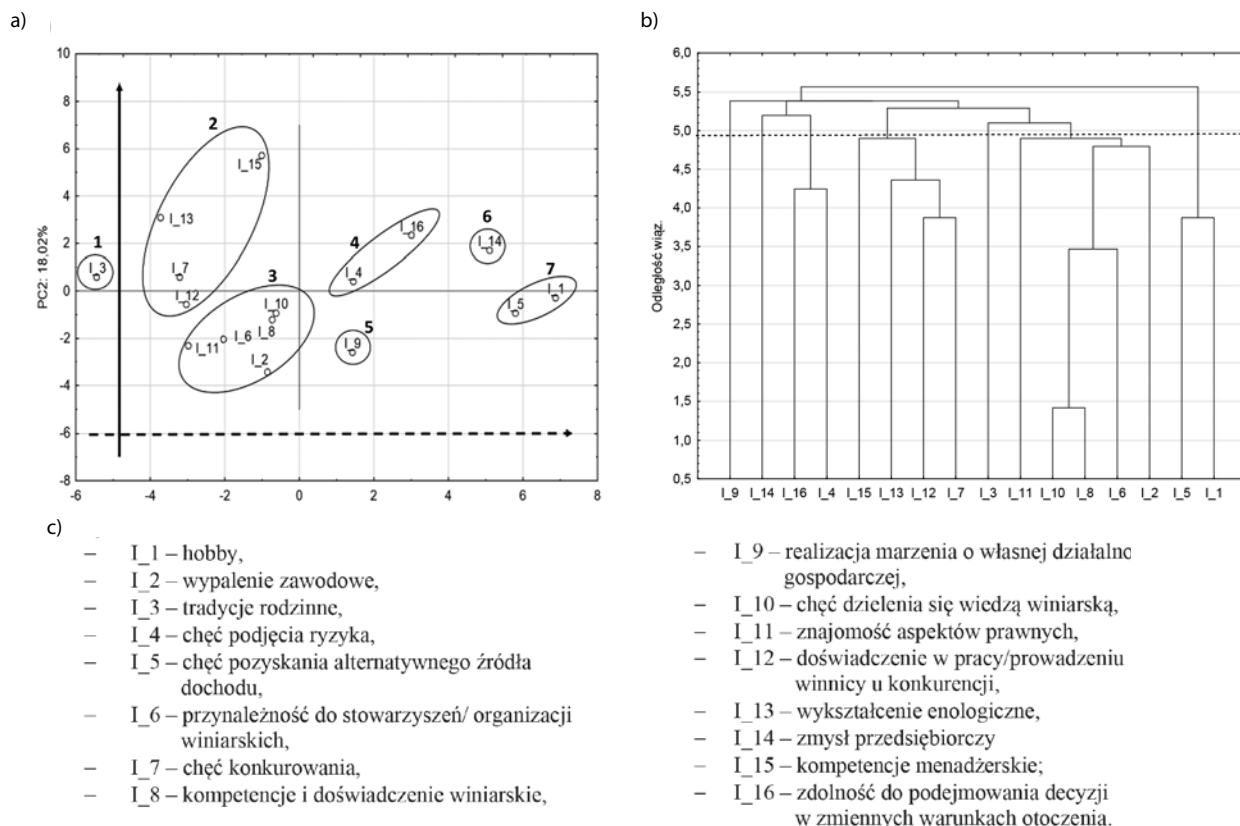 a)
b)
10
8
6
4
2
0
-2
-4
-6
-8
PC2: 18,02%
-6 -4 -2 0 2 4 6 8
2
I_15
I_13
1
I_3
I_7
I_12
3
I_10
I_8
I_6
I_11
I_2
4
I_16
I_4
6
I_14
7
I_1
I_5
5
I_9
6,0
5,5
5,0
4,5
4,0
3,5
3,0
2,5
2,0
1,5
1,0
0,5
Odległość wiąz.
I_9 I_14 I_16 I_4 I_15 I_13 I_12 I_7 I_3 I_11 I_10 I_8 I_6 I_2 I_5 I_1
c)
– I_1 – hobby,
– I_2 – wypalenie zawodowe,
– I_3 – tradycje rodzinne,
– I_4 – chęć podjęcia ryzyka,
– I_5 – chęć pozyskania alternatywnego źródła
dochodu,
– I_6 – przynależność do stowarzyszeń/ organizacji
winiarskich,
– I_7 – chęć konkurowania,
– I_8 – kompetencje i doświadczenie winiarskie,
– I_9 – realizacja marzenia o własnej działalno
gospodarczej,
– I_10 – chęć dzielenia się wiedzą winiarską,
– I_11 – znajomość aspektów prawnych,
– I_12 – doświadczenie w pracy/prowadzeniu
winnicy u konkurencji,
– I_13 – wykształcenie enologiczne,
– I_14 – zmysł przedsiębiorczy
– I_15 – kompetencje menadżerskie;
– I_16 – zdolność do podejmowania decyzji
w zmiennych warunkach otoczenia.